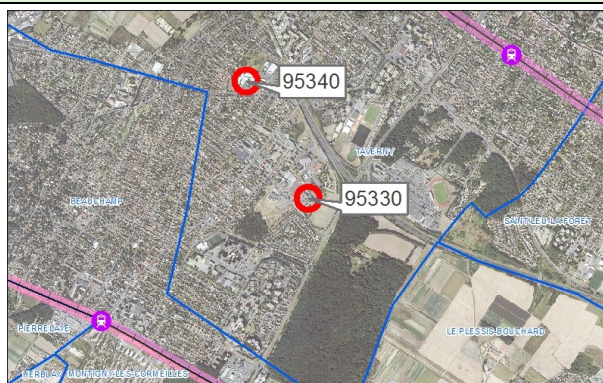 95340
TAVERNY
95330
BEAUCHAMP
SAINT-LEU-LA-FORET
PIERRELAYE
LE PLESSIS-BOUCHARD
HERBLAY
MONTIGNY-LES-CORMEILLES